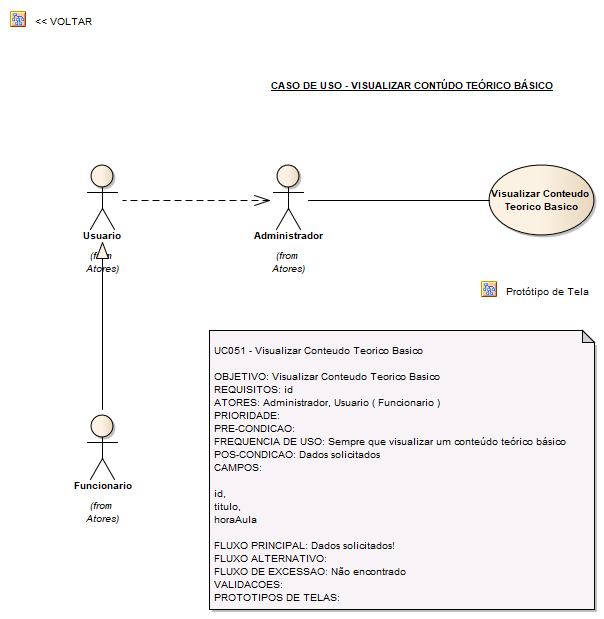 << VOLTAR
CASO DE USO - VISUALIZAR CONTÚDO TEÓRICO BÁSICO
Visualizar Conteudo
Teorico Basico
Usuario
(from
Atores)
Administrador
(from
Atores)
Protótipo de Tela
UC051 - Visualizar Conteudo Teorico Basico
OBJETIVO: Visualizar Conteudo Teorico Basico
REQUISITOS: id
ATORES: Administrador, Usuario ( Funcionario )
PRIORIDADE:
PRE-CONDICAO:
FREQUENCIA DE USO: Sempre que visualizar um conteúdo teórico básico
POS-CONDICAO: Dados solicitados
CAMPOS:
id,
titulo,
horaAula
FLUXO PRINCIPAL: Dados solicitados!
FLUXO ALTERNATIVO:
FLUXO DE EXCESSAO: Não encontrado
VALIDACOES:
PROTOTIPOS DE TELAS:
Funcionario
(from
Atores)